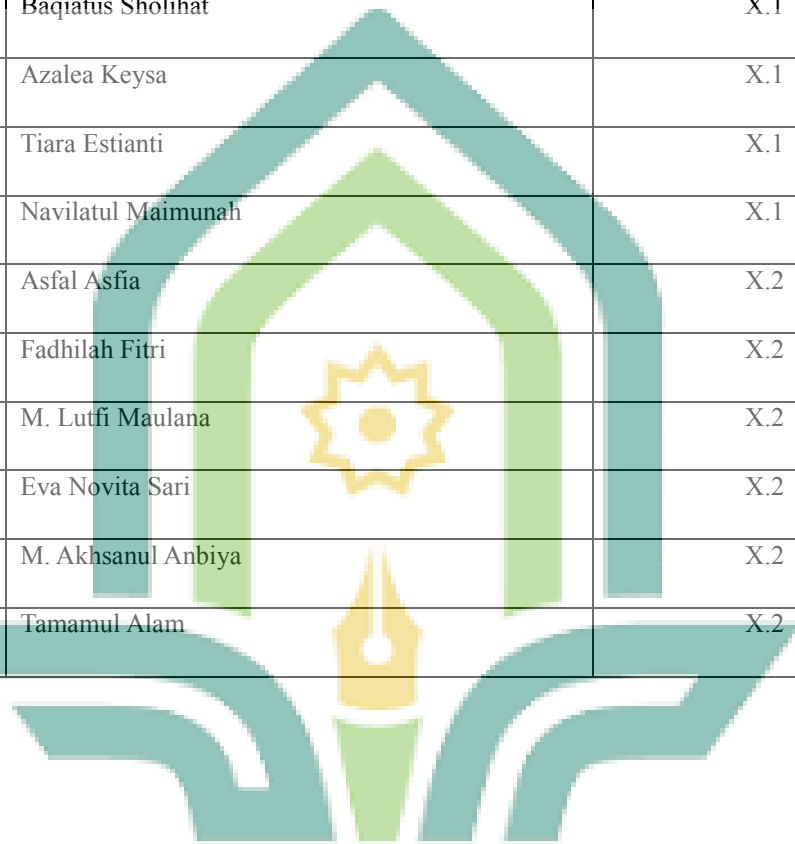 Baqiatus Sholihat X.1
Azalea Keysa X.1
Tiara Estianti X.1
Navilatul Maimunah X.1
Asfal Asfia X.2
Fadhilah Fitri X.2
M. Lutfi Maulana X.2
Eva Novita Sari X.2
M. Akhsanul Anbiya X.2
Tamamul Alam X.2